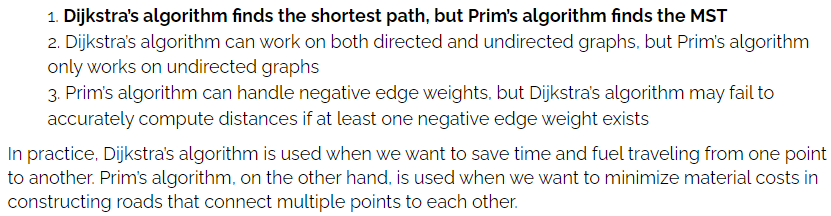 1. Dijkstra's algorithm finds the shortest path, but Prim's algorithm finds the MST
2. Dijkstra's algorithm can work on both directed and undirected graphs, but Prim's algorithm
only works on undirected graphs
3. Prim's algorithm can handle negative edge weights, but Dijkstra's algorithm may fail to
accurately compute distances if at least one negative edge weight exists
In practice, Dijkstra's algorithm is used when we want to save time and fuel traveling from one point
to another. Prim's algorithm, on the other hand, is used when we want to minimize material costs in
constructing roads that connect multiple points to each other.